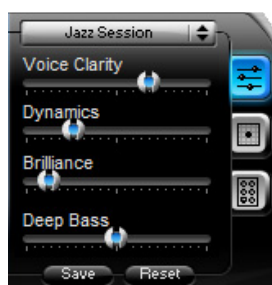 Jazz Session
Voice Clarity
Dynamics
Brilliance
Deep Bass
Save Reset